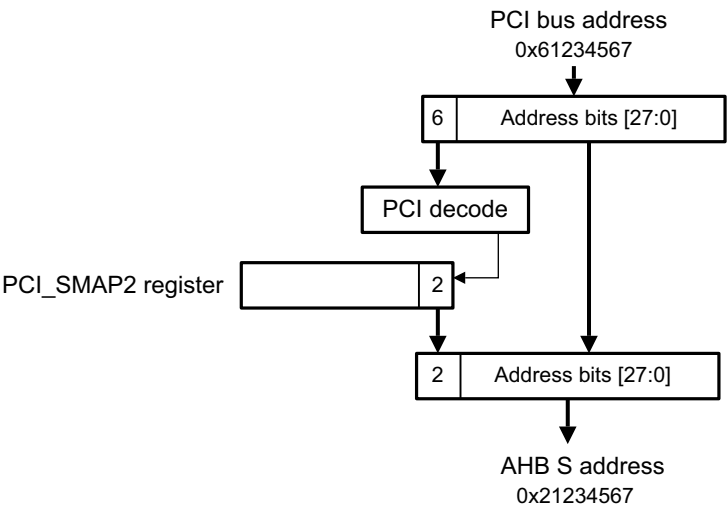 PCI bus address
0x61234567
6 Address bits [27:0]
PCI decode
PCI_SMAP2 register 2
2 Address bits [27:0]
AHB S address
0x21234567